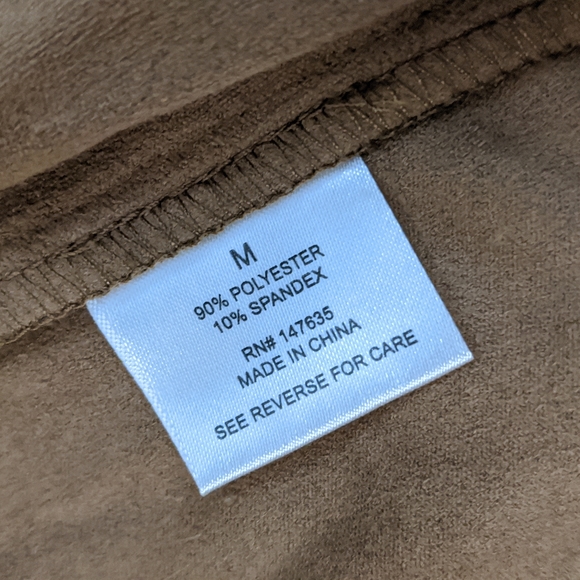 M
90% POLYESTER
10% SPANDEX
RN# 147635
MADE IN CHINA
SEE REVERSE FOR CARE